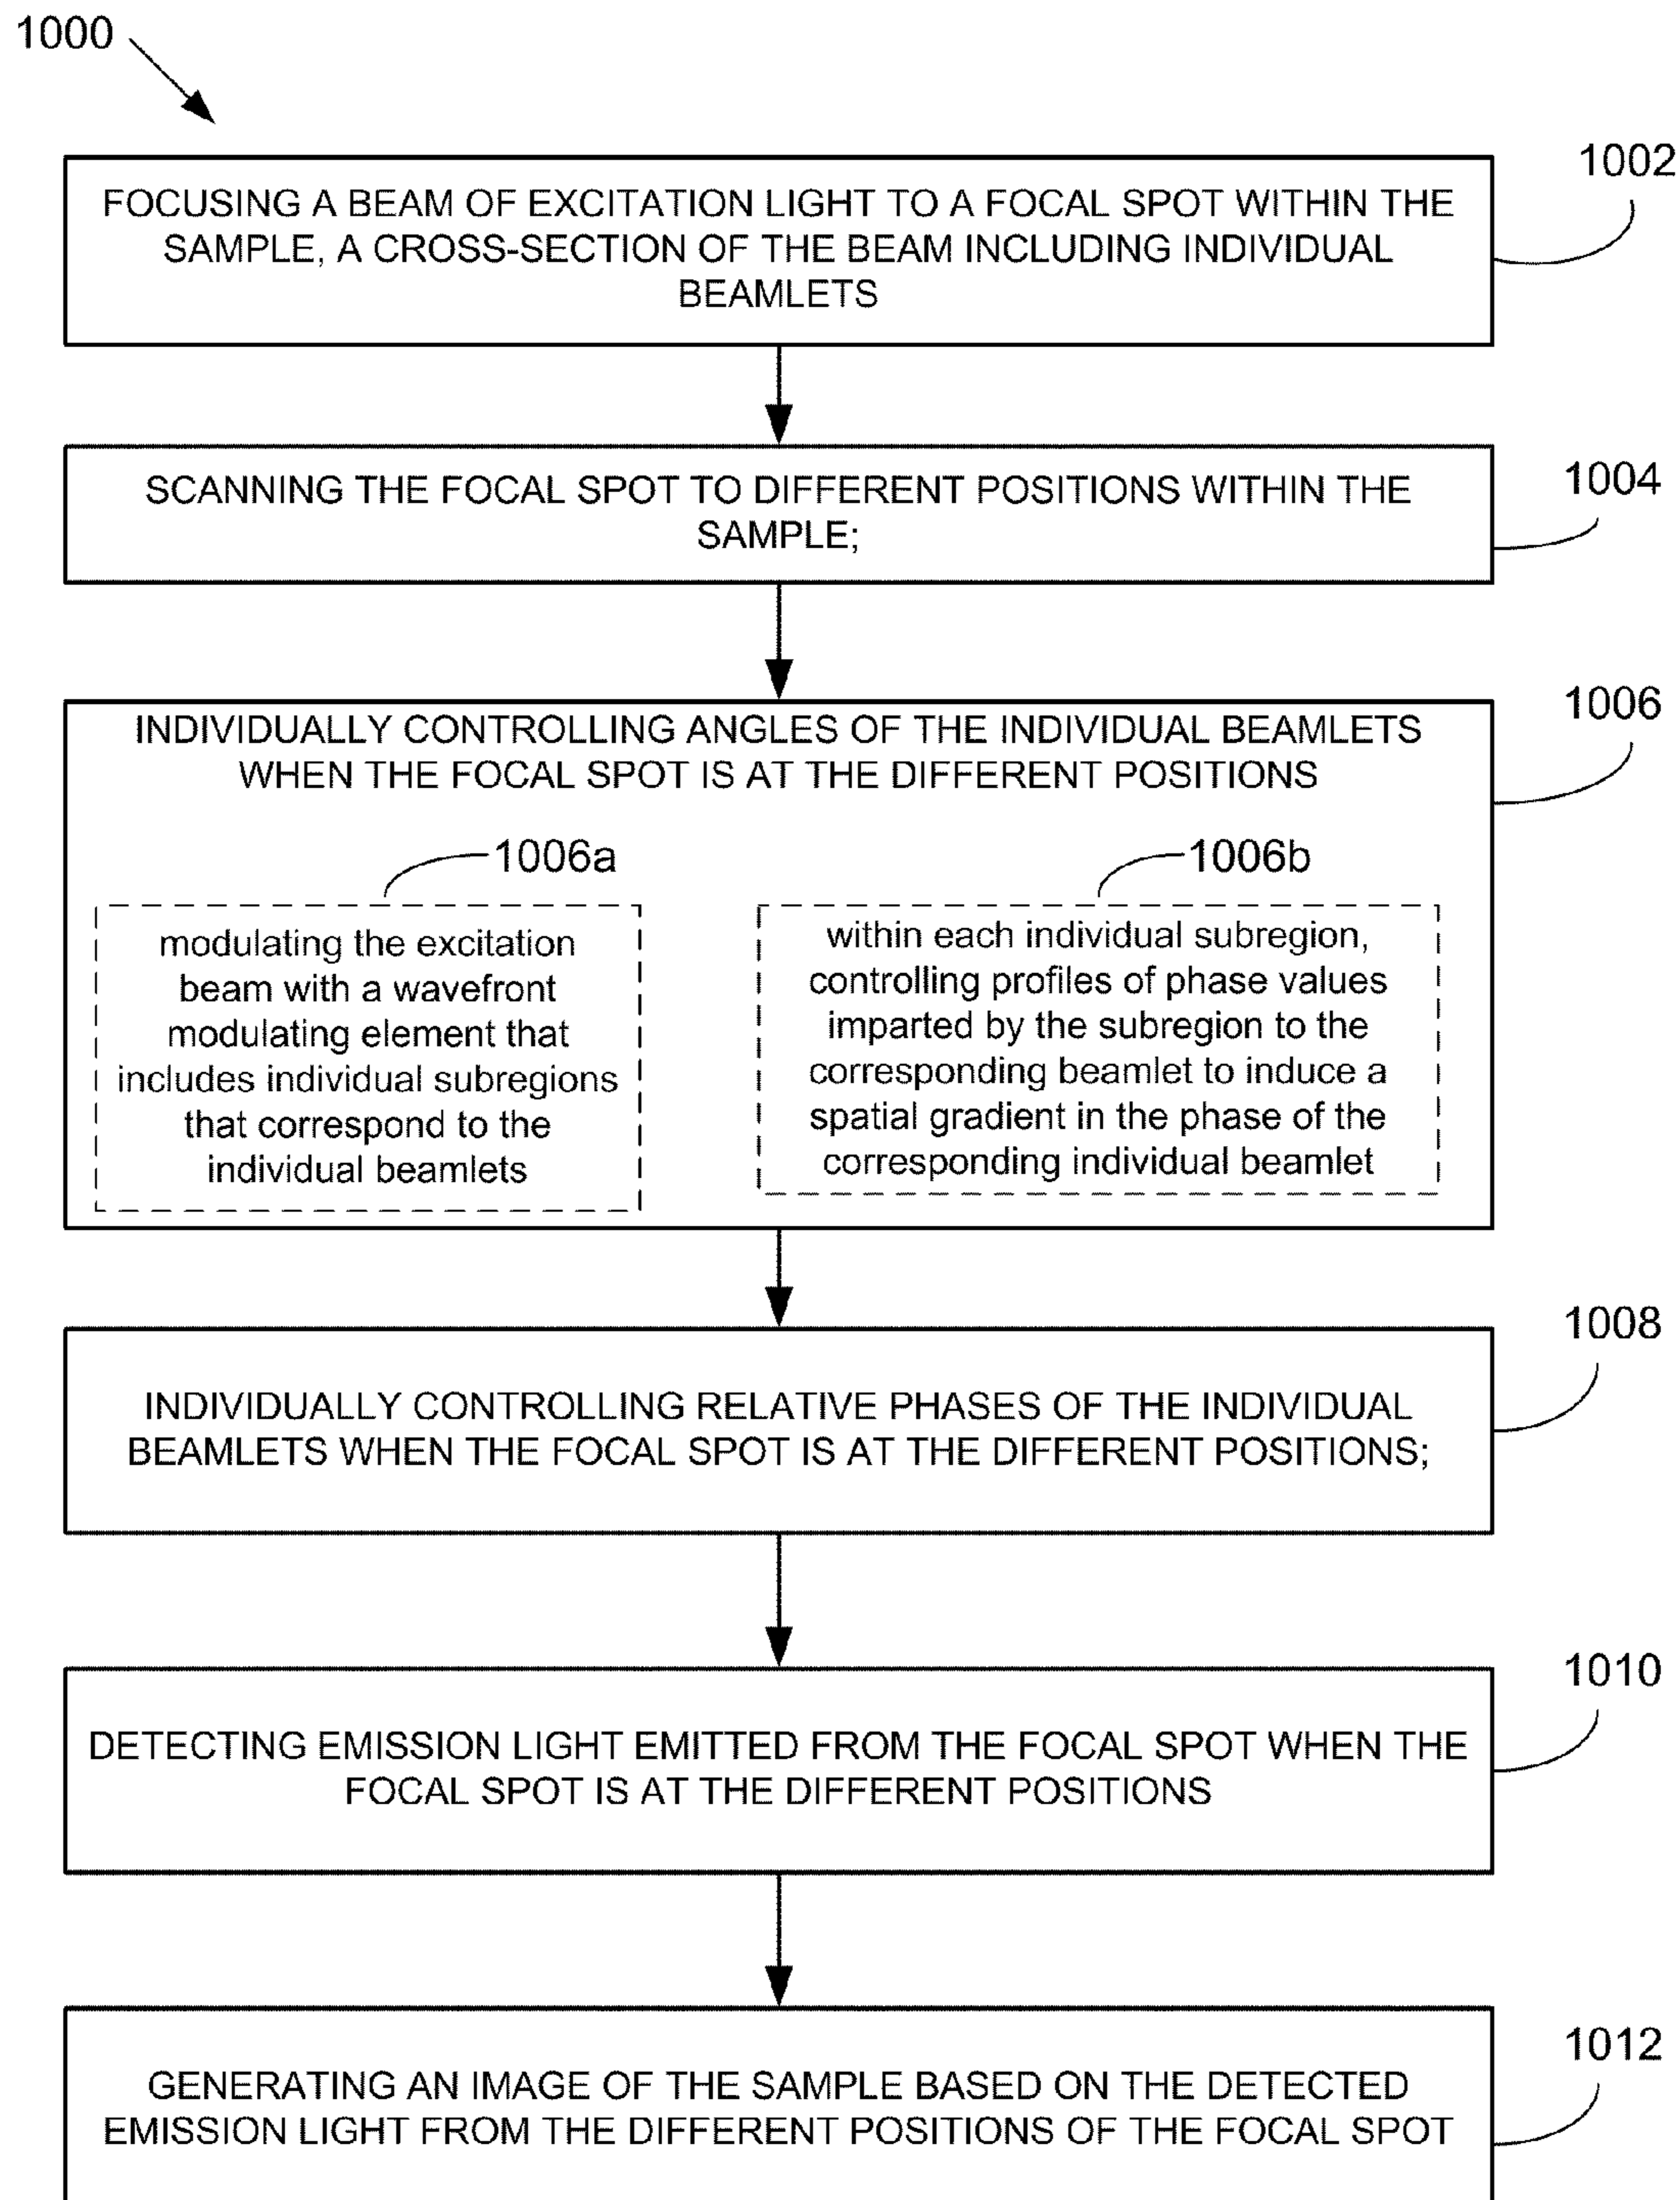 1000
1002
FOCUSING A BEAM OF EXCITATION LIGHT TO A FOCAL SPOT WITHIN THE
SAMPLE, A CROSS-SECTION OF THE BEAM INCLUDING INDIVIDUAL
BEAMLETS
1004
SCANNING THE FOCAL SPOT TO DIFFERENT POSITIONS WITHIN THE
SAMPLE;
1006
INDIVIDUALLY CONTROLLING ANGLES OF THE INDIVIDUAL BEAMLETS
WHEN THE FOCAL SPOT IS AT THE DIFFERENT POSITIONS
1006a
modulating the excitation
beam with a wavefront
modulating element that
includes individual subregions
that correspond to the
individual beamlets
1006b
within each individual subregion,
controlling profiles of phase values
imparted by the subregion to the
corresponding beamlet to induce a
spatial gradient in the phase of the
corresponding individual beamlet
1008
INDIVIDUALLY CONTROLLING RELATIVE PHASES OF THE INDIVIDUAL
BEAMLETS WHEN THE FOCAL SPOT IS AT THE DIFFERENT POSITIONS;
1010
DETECTING EMISSION LIGHT EMITTED FROM THE FOCAL SPOT WHEN THE
FOCAL SPOT IS AT THE DIFFERENT POSITIONS
1012
GENERATING AN IMAGE OF THE SAMPLE BASED ON THE DETECTED
EMISSION LIGHT FROM THE DIFFERENT POSITIONS OF THE FOCAL SPOT